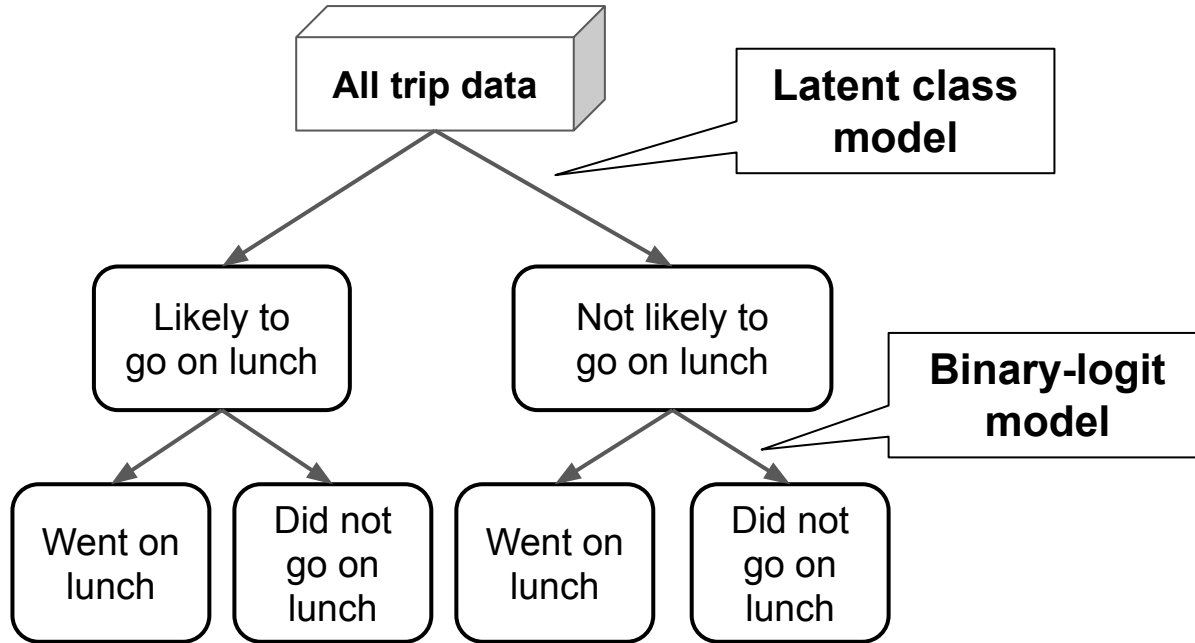 All trip data
Latent class
model
Likely to
go on lunch
Not likely to
go on lunch
Binary-logit
model
Went on
lunch
Did not
go on
lunch
Went on
lunch
Did not
go on
lunch